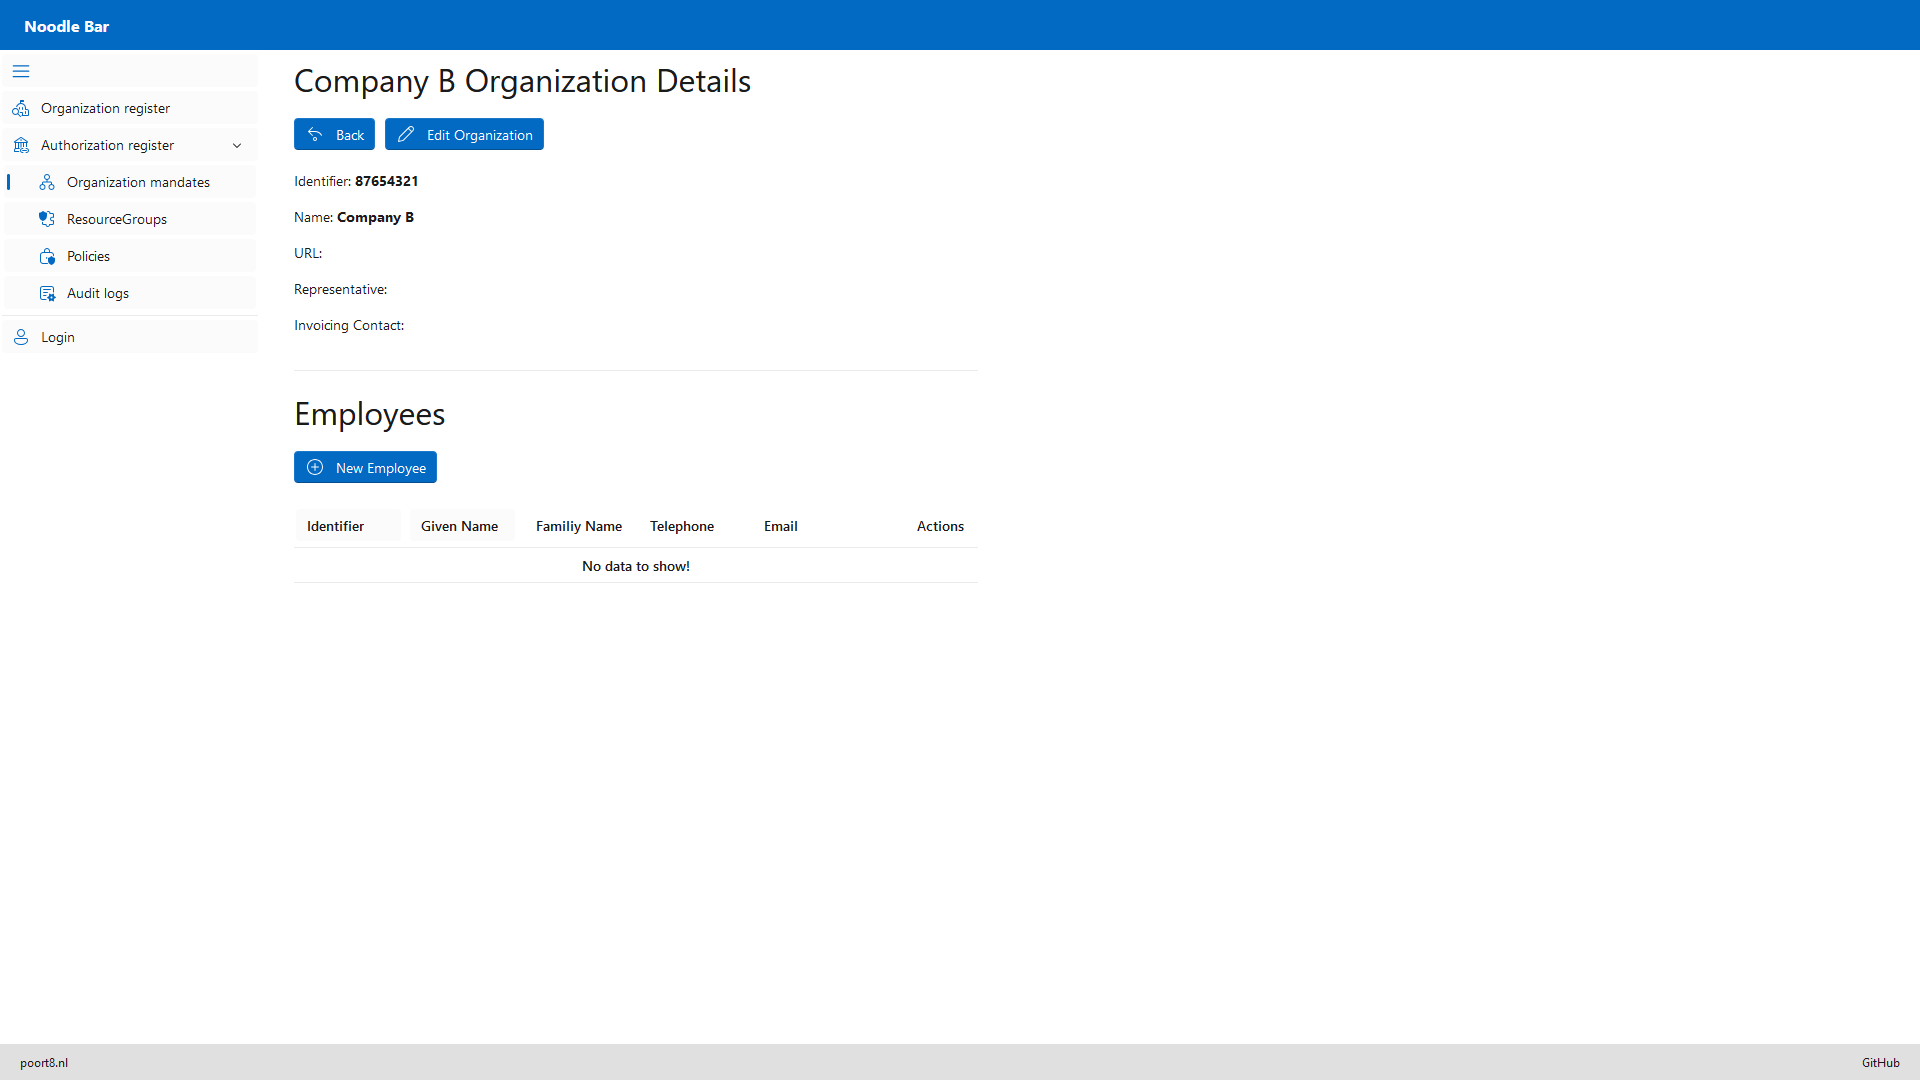 Noodle Bar
Organization register
Authorization register
Organization mandates
ResourceGroups
Policies
Audit logs
Login
Company B Organization Details
Back
Edit Organization
Identifier: 87654321
Name: Company B
URL:
Representative:
Invoicing Contact:
Employees
New Employee
Identifier Given Name Familiy Name Telephone Email Actions
No data to show!
poort8.nl
GitHub